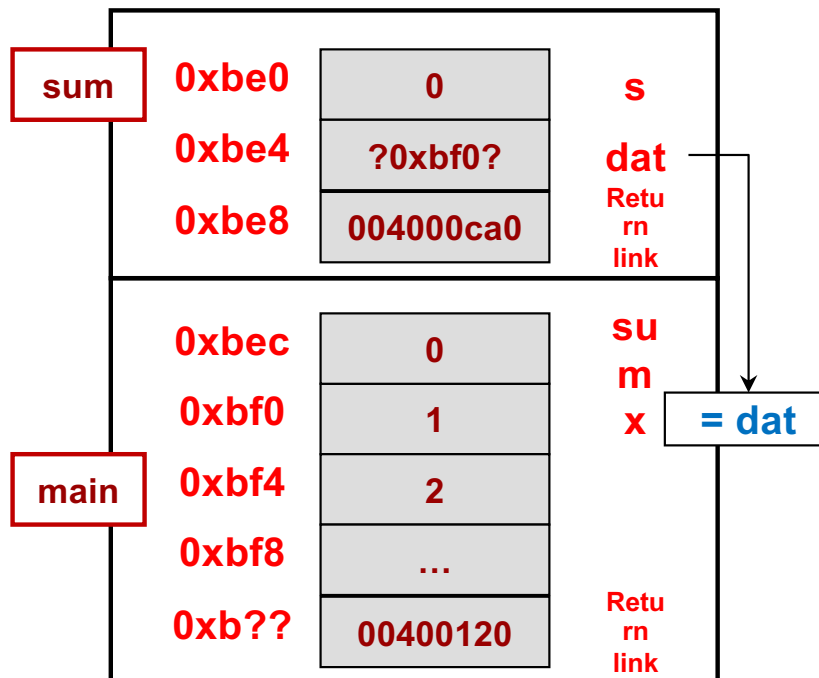 sum
0xbe0 0 s
0xbe4 ?0xbf0? dat
0xbe8 004000ca0 Retu
rn
link
0xbec 0 su
m
0xbf0 1 x = dat
main
0xbf4 2
0xbf8 …
0xb?? 00400120 Retu
rn
link